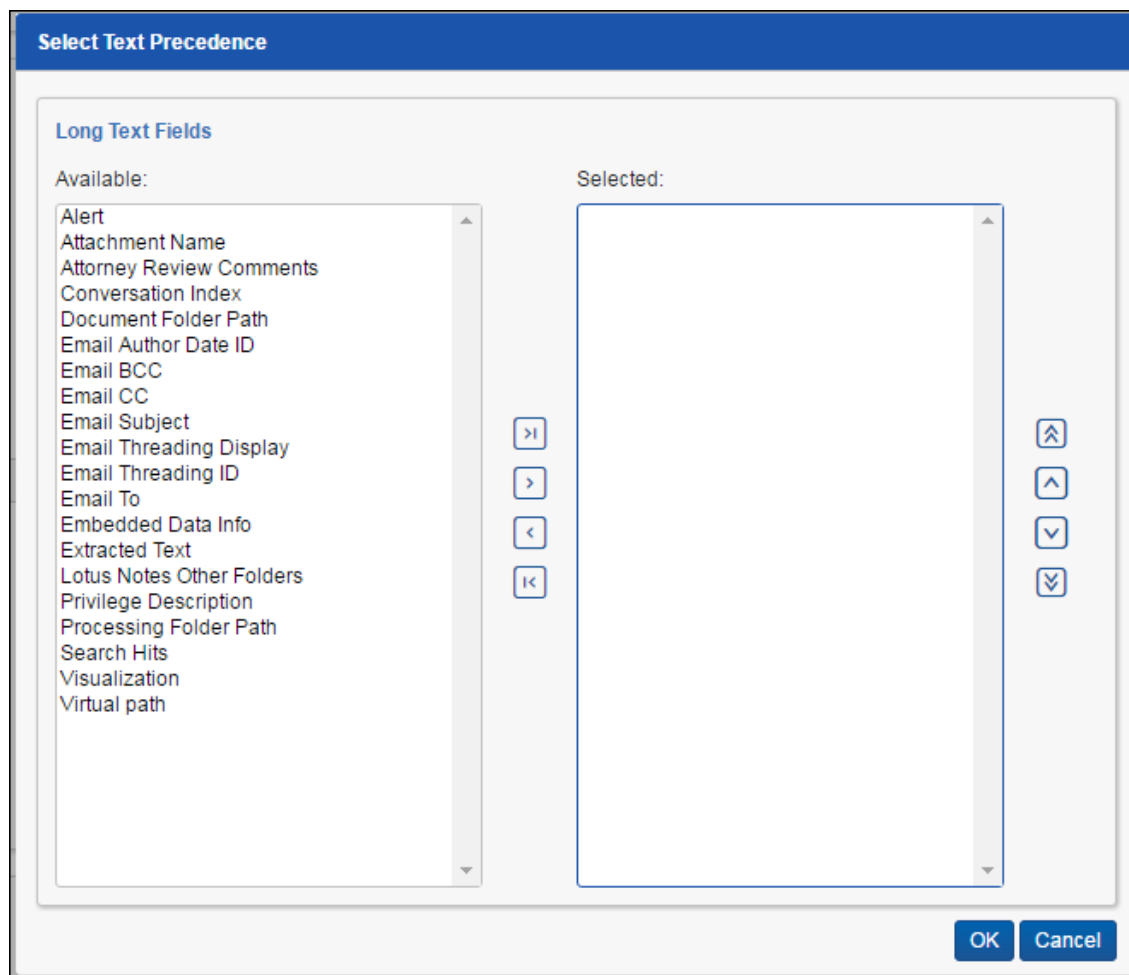 Select Text Precedence
Long Text Fields
Available:
Selected:
Alert
Attachment Name
Attorney Review Comments
Conversation Index
Document Folder Path
Email Author Date ID
Email BCC
Email CC
Email Subject
Email Threading Display
Email Threading ID
Email To
Embedded Data Info
Extracted Text
Lotus Notes Other Folders
Privilege Description
Processing Folder Path
Search Hits
Visualization
Virtual path
OK
Cancel